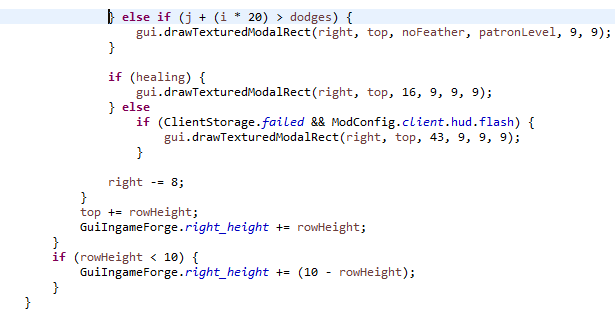 } else if (j + (i * 20) > dodges) {
gui.drawTexturedModalRect(right, top, noFeather, patronLevel, 9, 9);
}
if (healing) {
gui.drawTexturedModalRect(right, top, 16, 9, 9, 9);
} else
if (ClientStorage.failed && ModConfig.client.hud.flash) {
gui.drawTexturedModalRect(right, top, 43, 9, 9, 9);
}
right -= 8;
}
top += rowHeight;
GuiIngameForge.right_height += rowHeight;
}
if (rowHeight < 10) {
GuiIngameForge.right_height += (10 - rowHeight);
}
}